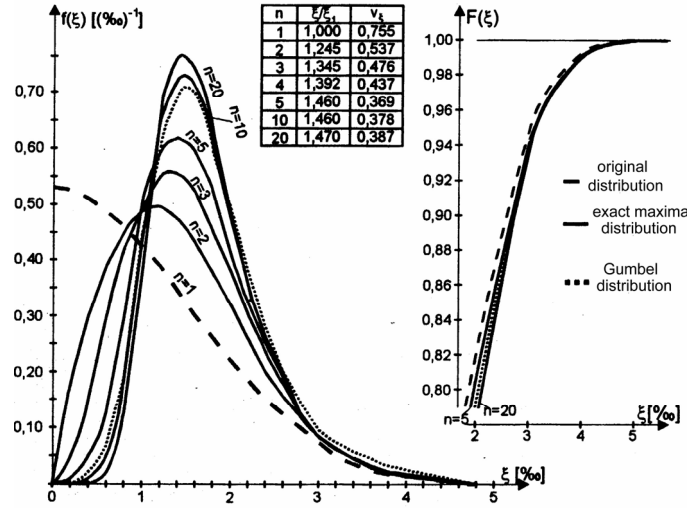 f(ξ) [(‰)⁻¹]
0,70
0,60
0,50
0,40
0,30
0,20
0,10
0
1
2
3
4
5
ξ [‰]
n=20
n=10
n=5
n=3
n=2
n=1
n ξ/ξ₁ vξ
1 1,000 0,755
2 1,245 0,537
3 1,345 0,476
4 1,392 0,437
5 1,460 0,369
10 1,460 0,378
20 1,470 0,387
F(ξ)
1,00
0,98
0,96
0,94
0,92
0,90
0,88
0,86
0,84
0,82
0,80
n=5
n=20
2
3
4
5
ξ[‰]
original
distribution
exact maxima
distribution
Gumbel
distribution